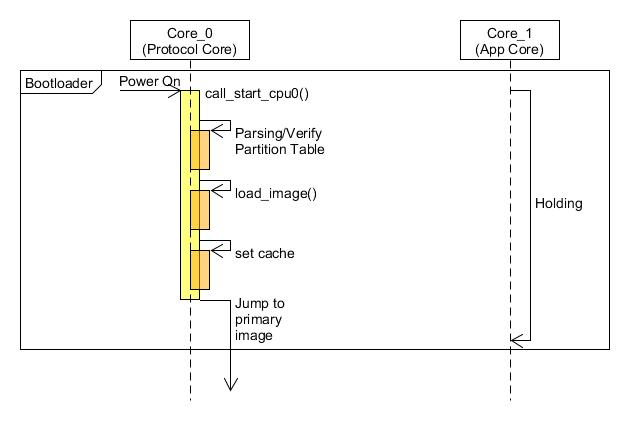 Core_0
(Protocol Core)
Core_1
(App Core)
Bootloader
Power On
call_start_cpu0()
Parsing/Verify
Partition Table
load_image()
Holding
set cache
Jump to
primary
image